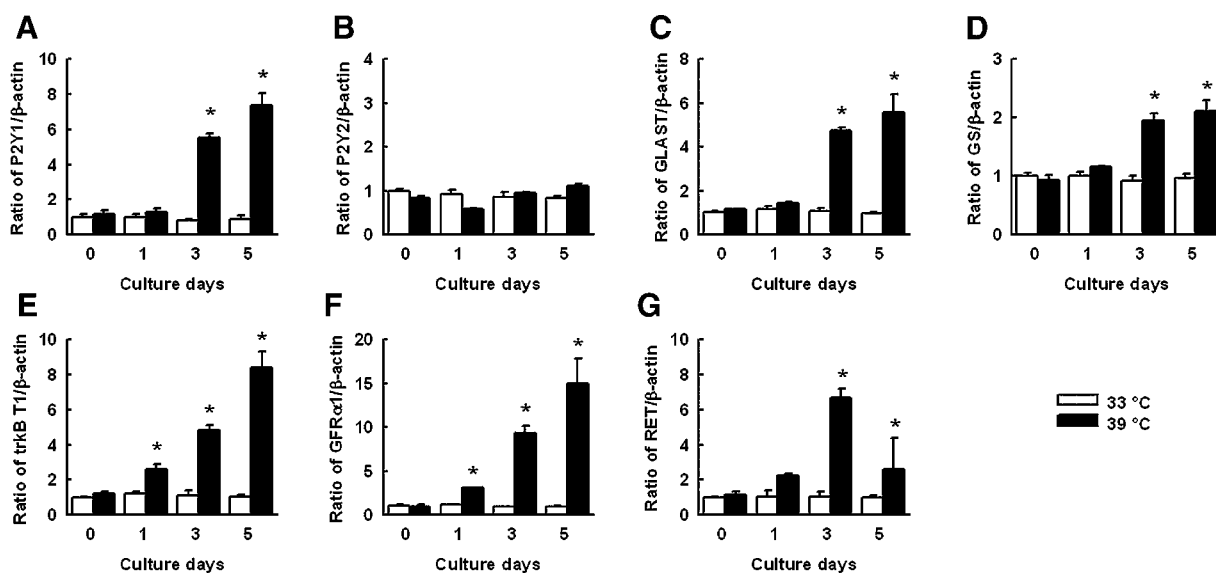 A
Ratio of P2Y1/β-actin
10
8
6
4
2
0
*
*
0 1 3 5
Culture days
B
Ratio of P2Y2/β-actin
4
3
2
1
0
0 1 3 5
Culture days
C
Ratio of GLAST/β-actin
8
6
4
2
0
*
*
0 1 3 5
Culture days
D
Ratio of GS/β-actin
3
2
1
0
*
*
0 1 3 5
Culture days
E
Ratio of trkB T1/β-actin
10
8
6
4
2
0
*
*
*
0 1 3 5
Culture days
F
Ratio of GFRα1/β-actin
20
15
10
5
0
*
*
*
0 1 3 5
Culture days
G
Ratio of RET/β-actin
10
8
6
4
2
0
*
*
0 1 3 5
Culture days
33 °C
39 °C